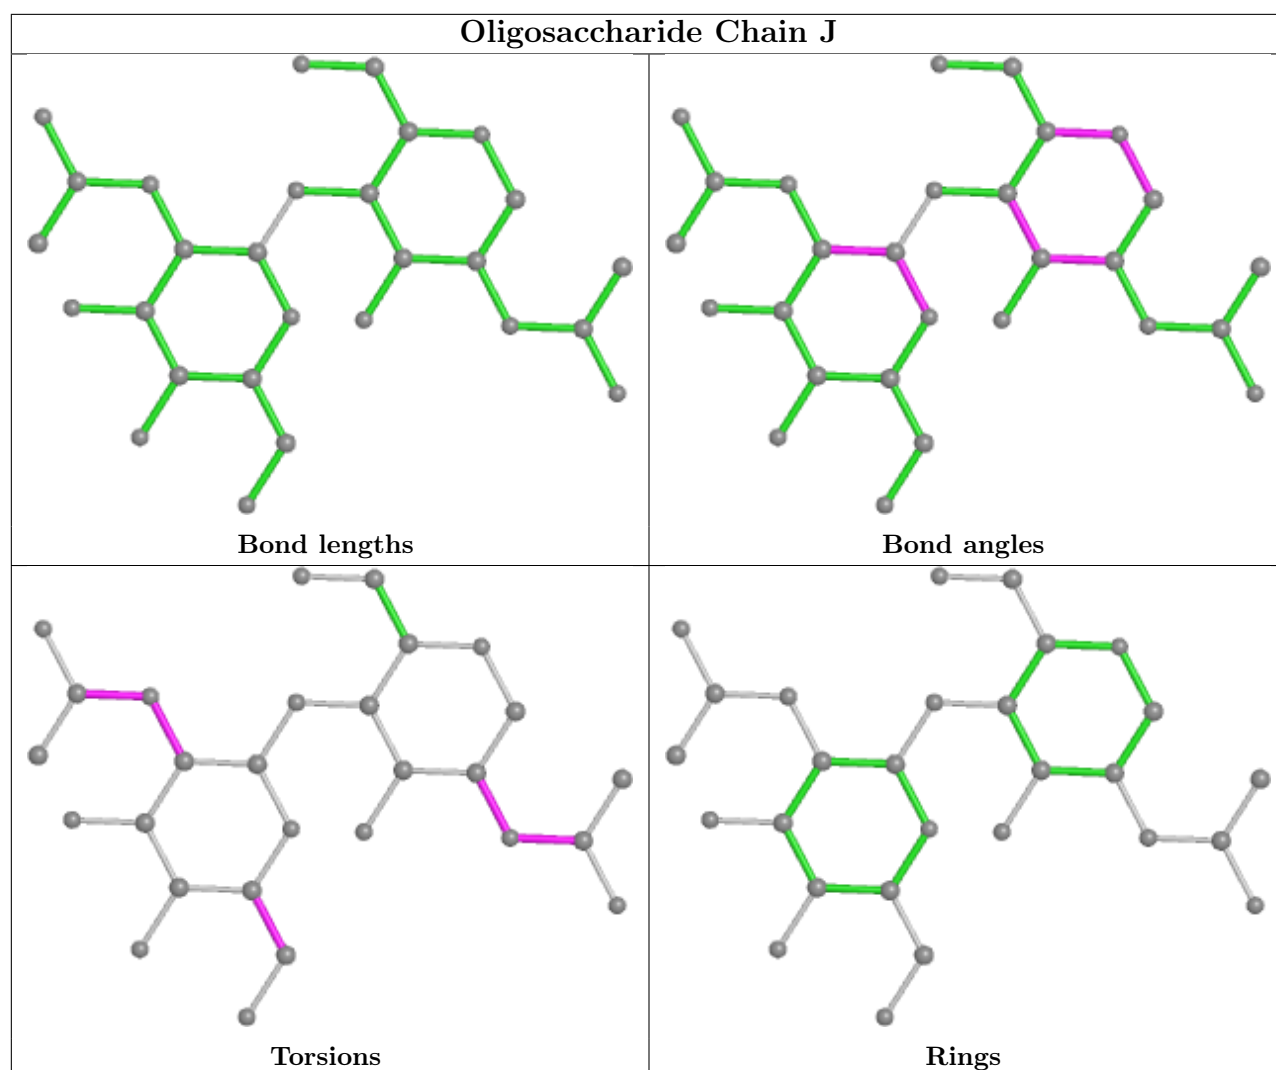 Oligosaccharide Chain J
Bond lengths
Bond angles
Torsions
Rings